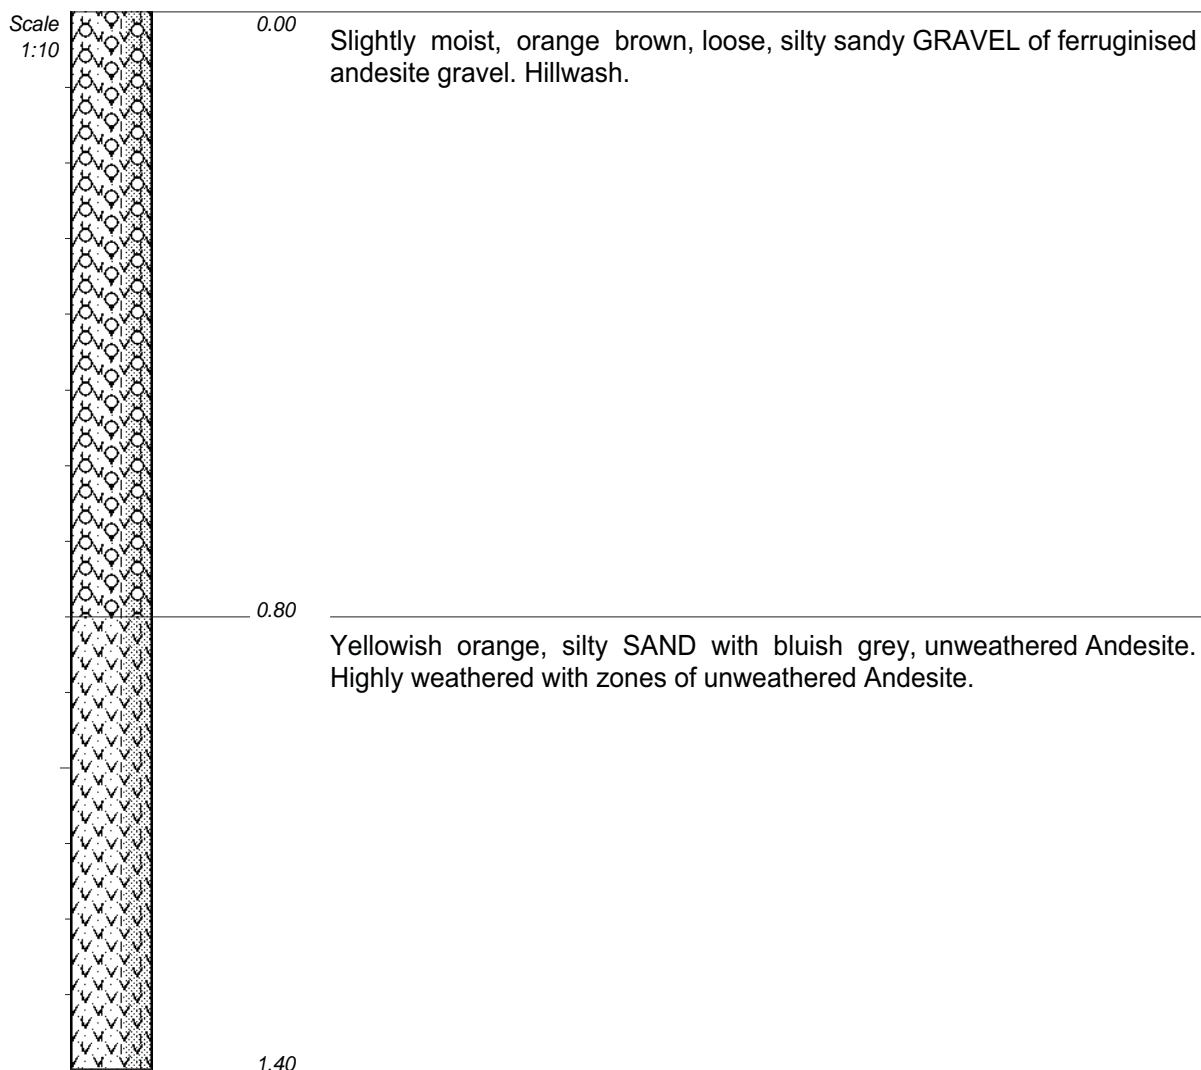 Scale
1:10
0.00
Slightly moist, orange brown, loose, silty sandy GRAVEL of ferruginised
andesite gravel. Hillwash.
0.80
Yellowish orange, silty SAND with bluish grey, unweathered Andesite.
Highly weathered with zones of unweathered Andesite.
1.40